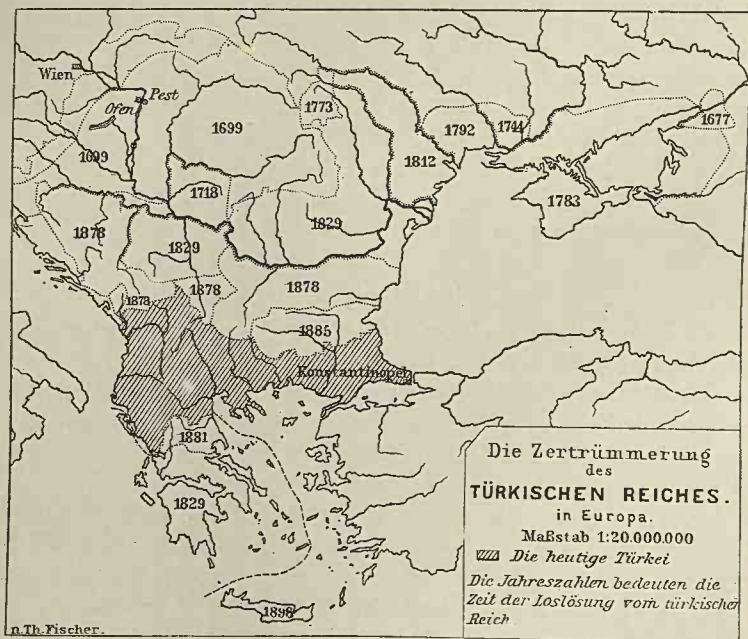 Wien
Pest
Ofen
1773
1699
1792
1744
1677
1699
1812
1718
1783
1878
1829
1829
1878
1878
1878
1885
Konstantinopel
1881
1829
1898
Die Zertrümmerung
des
TÜRKISCHEN REICHES.
in Europa.
Maßstab 1:20.000.000
Die heutige Türkei
Die Jahreszahlen bedeuten die
Zeit der Loslösung vom türkischen
Reich
n.Th.Fischer.